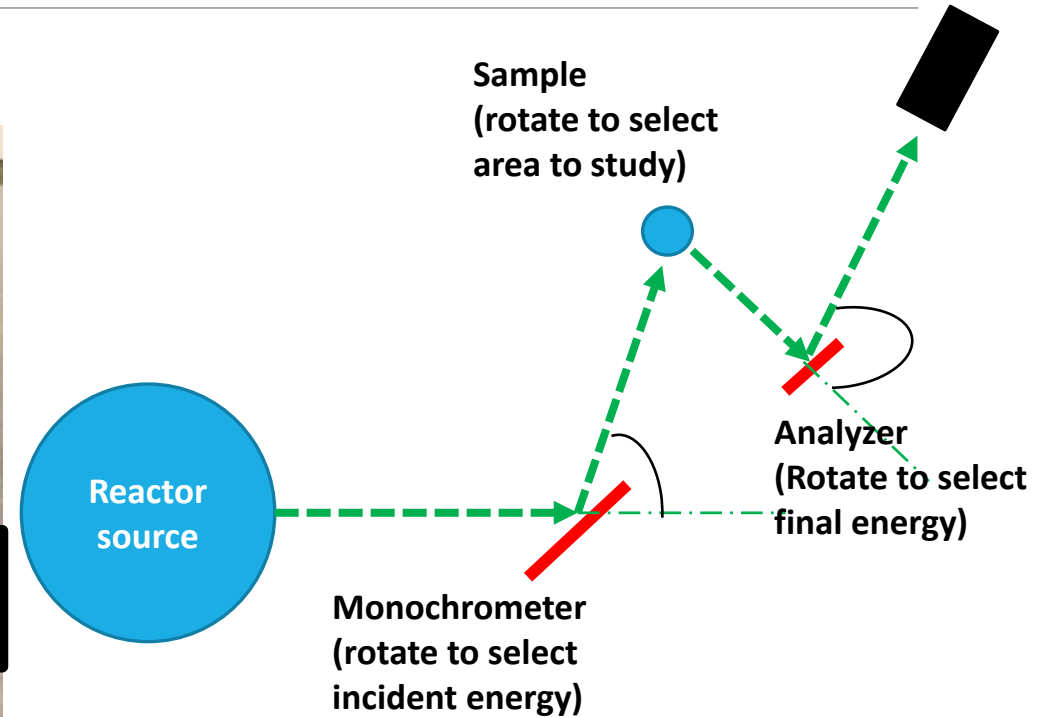 Sample
(rotate to select
area to study)
Reactor
source
Analyzer
(Rotate to select
final energy)
Monochrometer
(rotate to select
incident energy)